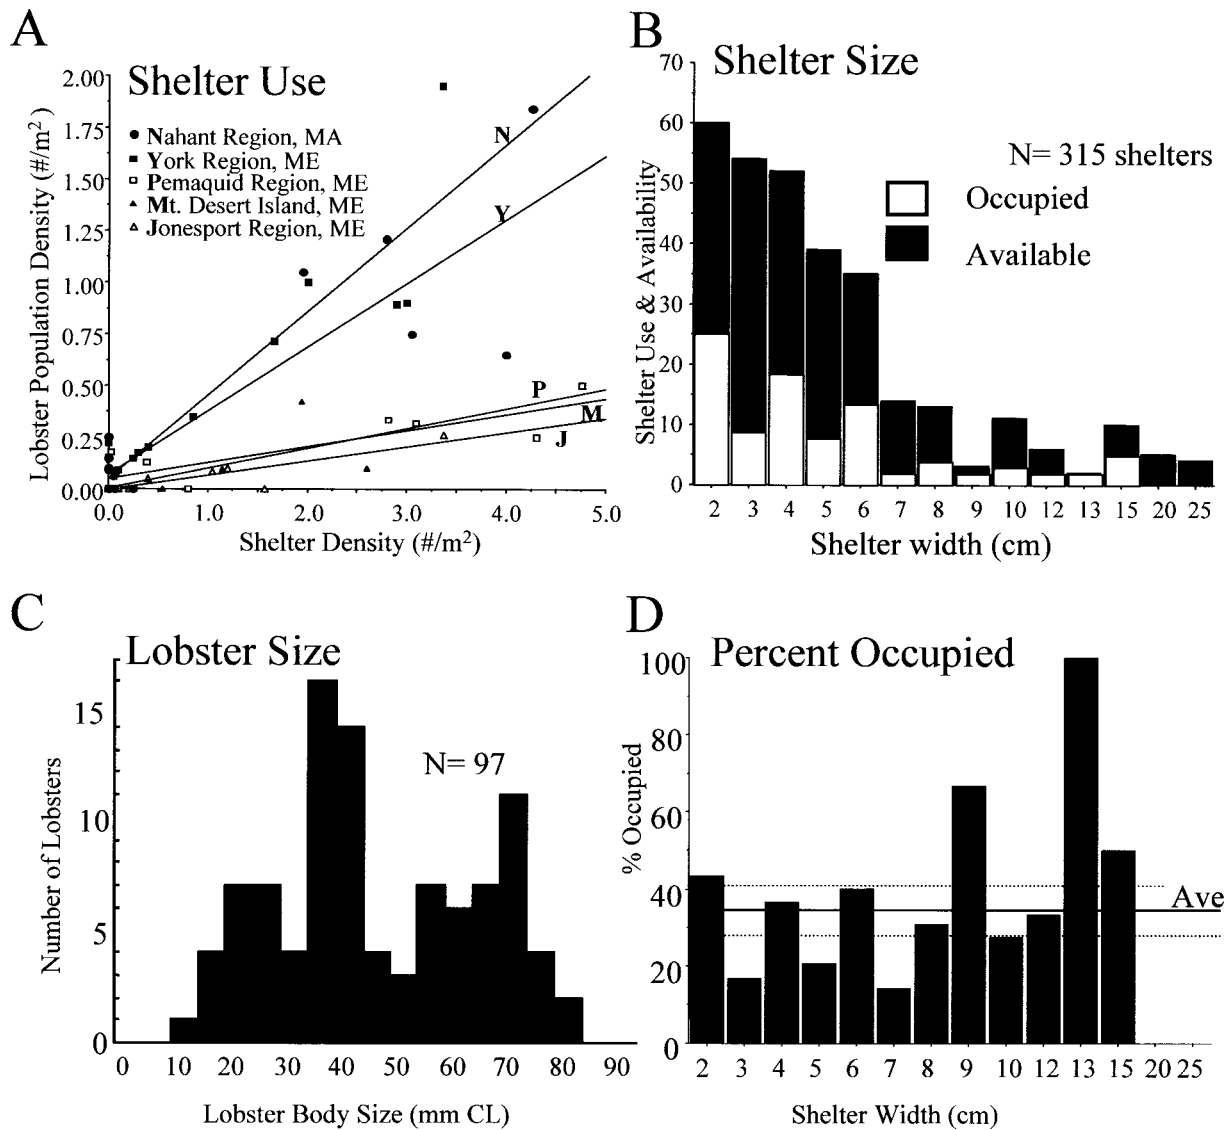 A
Shelter Use
Lobster Population Density (#/m²)
2.00
1.75
1.50
1.25
1.00
0.75
0.50
0.25
0.00
Nahant Region, MA
York Region, ME
Pemaquid Region, ME
Mt. Desert Island, ME
Jonesport Region, ME
N
Y
P
M
J
0.0 1.0 2.0 3.0 4.0 5.0
Shelter Density (#/m²)
B
Shelter Size
Shelter Use & Availability
70
60
50
40
30
20
10
0
N= 315 shelters
Occupied
Available
2 3 4 5 6 7 8 9 10 12 13 15 20 25
Shelter width (cm)
C
Lobster Size
Number of Lobsters
15
10
5
0
N= 97
0 10 20 30 40 50 60 70 80 90
Lobster Body Size (mm CL)
D
Percent Occupied
% Occupied
100
80
60
40
20
0
Ave
2 3 4 5 6 7 8 9 10 12 13 15 20 25
Shelter Width (cm)